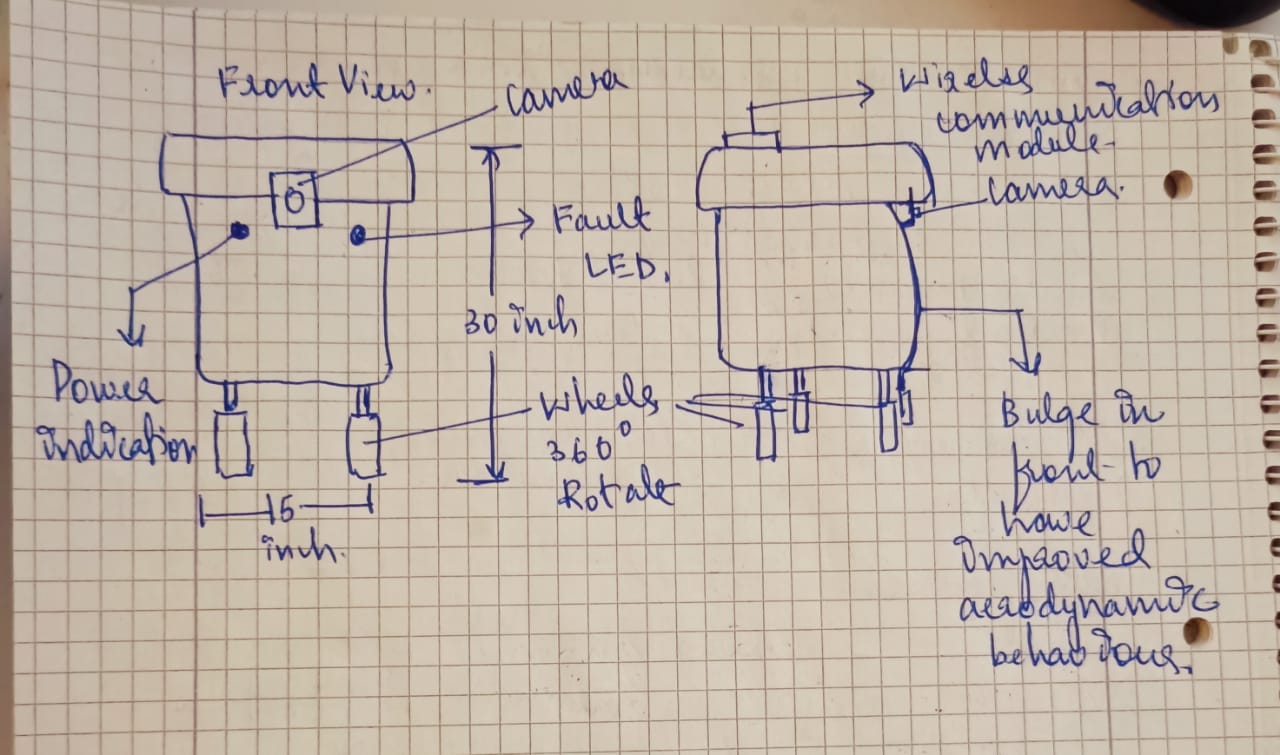 Front View.
camera
Wireless
communication
module
camera.
Fault
LED.
30 inch
Power
indication
Wheels
360°
Rotate
15
inch.
Bulge in
front to
have
improved
aerodynamic
behaviour.